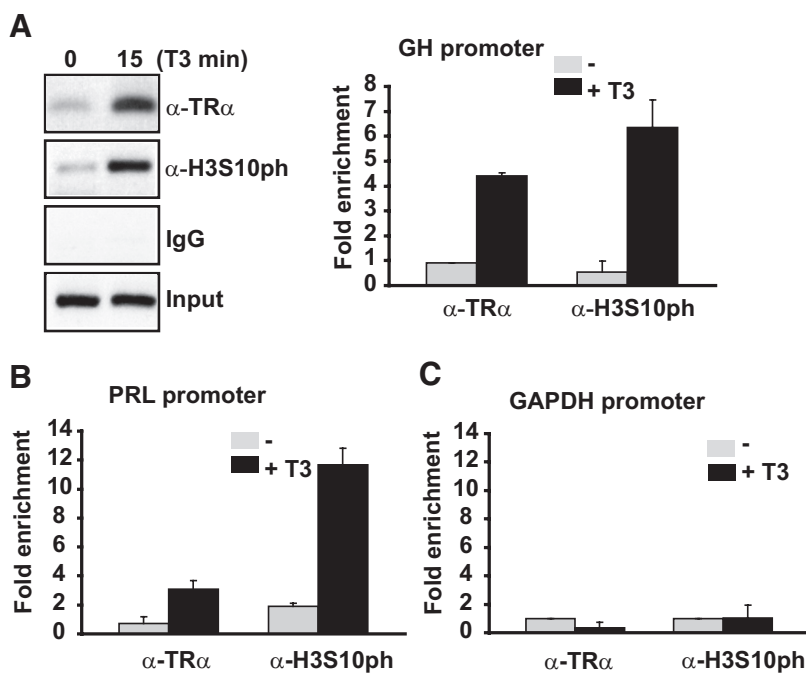 A
0 15 (T3 min)
α-TRα
α-H3S10ph
IgG
Input
GH promoter
-
+ T3
Fold enrichment
8
7
6
5
4
3
2
1
0
α-TRα α-H3S10ph
B
PRL promoter
-
+ T3
Fold enrichment
14
12
10
8
6
4
2
0
α-TRα α-H3S10ph
C
GAPDH promoter
-
+ T3
Fold enrichment
14
12
10
8
6
4
2
0
α-TRα α-H3S10ph